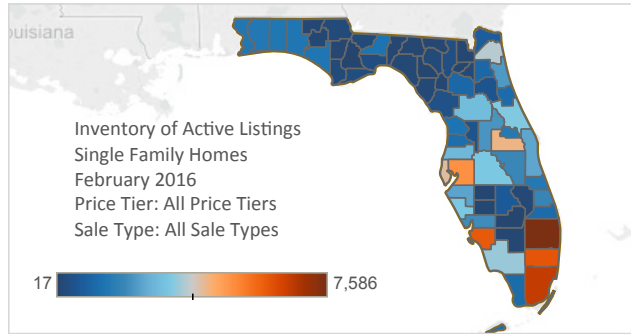 ouisiana
Inventory of Active Listings
Single Family Homes
February 2016
Price Tier: All Price Tiers
Sale Type: All Sale Types
17 7,586